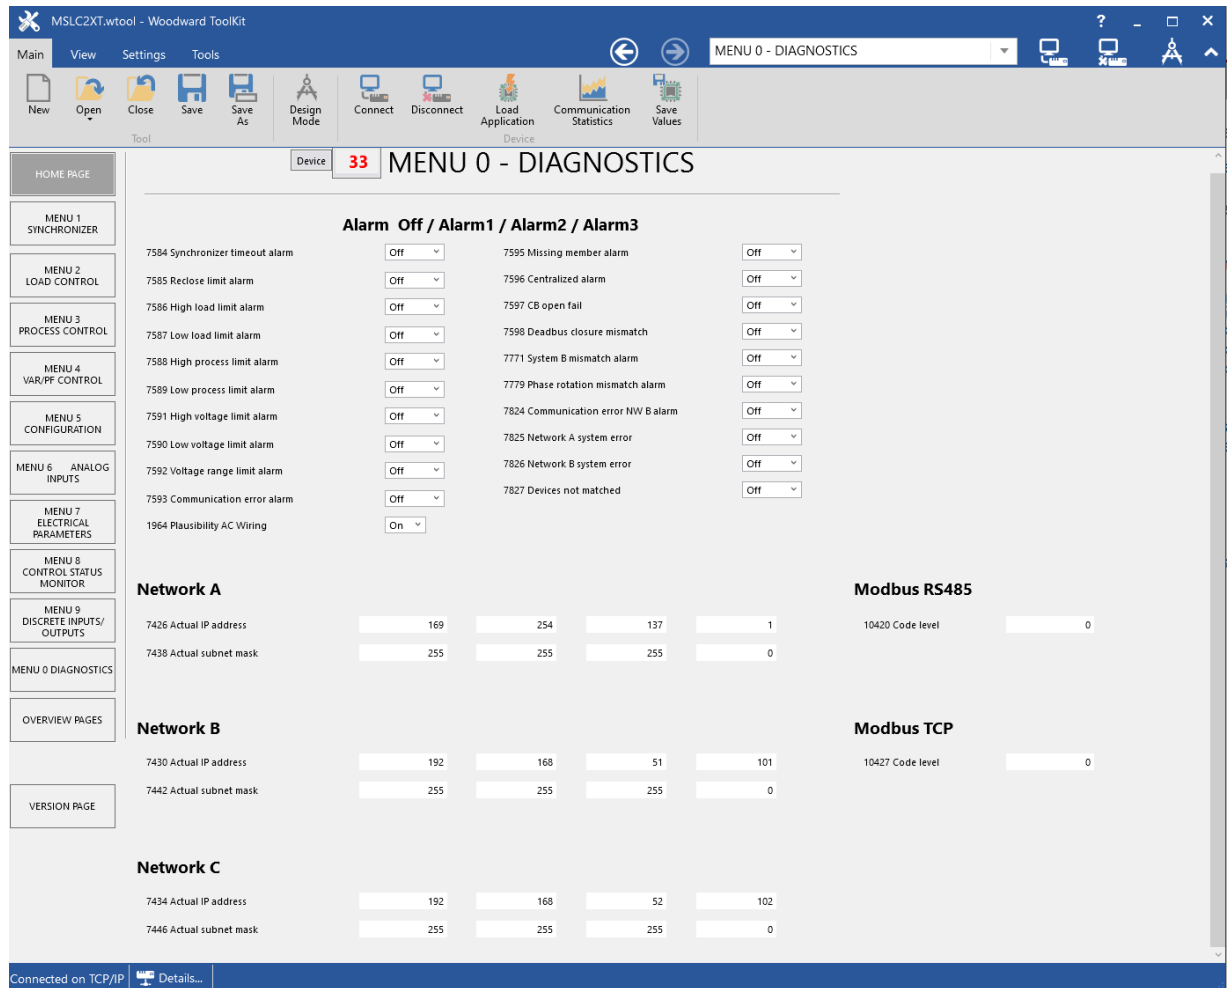 MSLC2XT.wtool - Woodward ToolKit ?
Main View Settings Tools MENU 0 - DIAGNOSTICS
New Open Close Save Save As Design Mode Connect Disconnect Load Application Communication Statistics Save Values
Tool Device
Device 33 MENU 0 - DIAGNOSTICS
HOME PAGE
MENU 1
SYNCHRONIZER
MENU 2
LOAD CONTROL
MENU 3
PROCESS CONTROL
MENU 4
VAR/PF CONTROL
MENU 5
CONFIGURATION
MENU 6 ANALOG
INPUTS
MENU 7
ELECTRICAL
PARAMETERS
MENU 8
CONTROL STATUS
MONITOR
MENU 9
DISCRETE INPUTS/
OUTPUTS
MENU 0 DIAGNOSTICS
OVERVIEW PAGES
VERSION PAGE
Alarm Off / Alarm1 / Alarm2 / Alarm3
7584 Synchronizer timeout alarm Off
7585 Reclose limit alarm Off
7586 High load limit alarm Off
7587 Low load limit alarm Off
7588 High process limit alarm Off
7589 Low process limit alarm Off
7591 High voltage limit alarm Off
7590 Low voltage limit alarm Off
7592 Voltage range limit alarm Off
7593 Communication error alarm Off
1964 Plausibility AC Wiring On
7595 Missing member alarm Off
7596 Centralized alarm Off
7597 CB open fail Off
7598 Deadbus closure mismatch Off
7771 System B mismatch alarm Off
7779 Phase rotation mismatch alarm Off
7824 Communication error NW B alarm Off
7825 Network A system error Off
7826 Network B system error Off
7827 Devices not matched Off
Network A
7426 Actual IP address 169 254 137 1
7438 Actual subnet mask 255 255 255 0
Modbus RS485
10420 Code level 0
Network B
7430 Actual IP address 192 168 51 101
7442 Actual subnet mask 255 255 255 0
Modbus TCP
10427 Code level 0
Network C
7434 Actual IP address 192 168 52 102
7446 Actual subnet mask 255 255 255 0
Connected on TCP/IP Details...